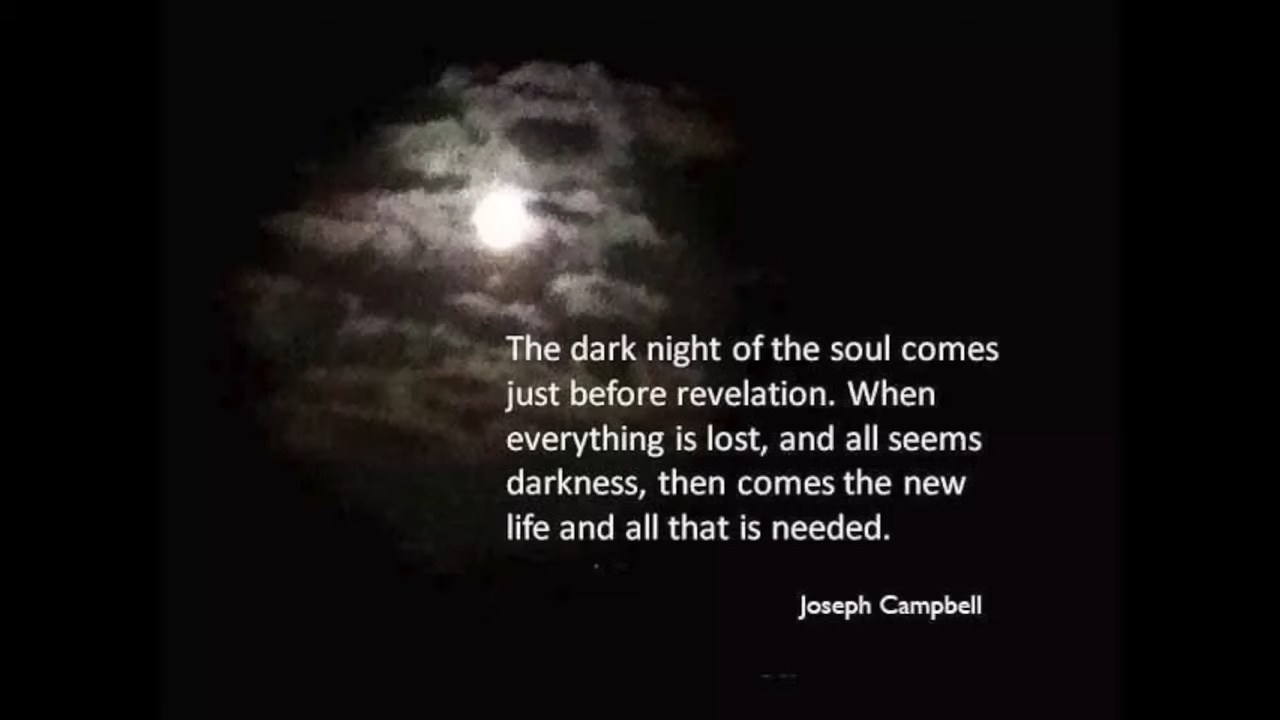 The dark night of the soul comes
just before revelation. When
everything is lost, and all seems
darkness, then comes the new
life and all that is needed.
Joseph Campbell